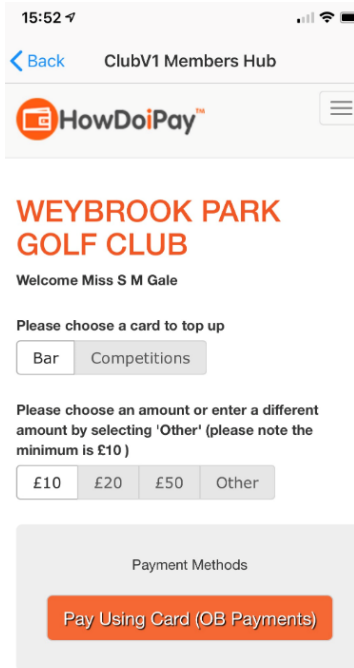 15:52
Back ClubV1 Members Hub
HowDoiPay™
WEYBROOK PARK
GOLF CLUB
Welcome Miss S M Gale
Please choose a card to top up
Bar Competitions
Please choose an amount or enter a different
amount by selecting 'Other' (please note the
minimum is £10 )
£10 £20 £50 Other
Payment Methods
Pay Using Card (OB Payments)